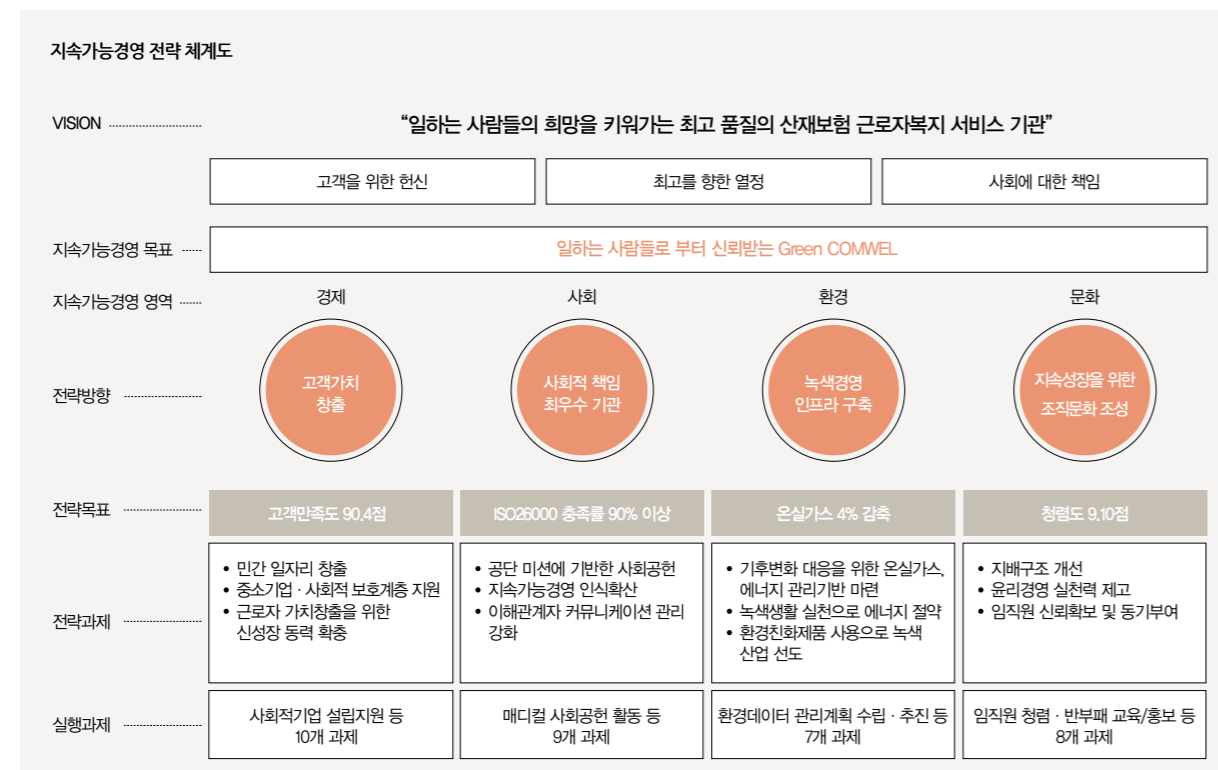 지속가능경영 전략 체계도
VISION
“일하는 사람들의 희망을 키워가는 최고 품질의 산재보험 근로자복지 서비스 기관”
고객을 위한 헌신
최고를 향한 열정
사회에 대한 책임
지속가능경영 목표
일하는 사람들로 부터 신뢰받는 Green COMWEL
지속가능경영 영역
경제
사회
환경
문화
전략방향
고객가치
창출
사회적 책임
최우수 기관
녹색경영
인프라 구축
지속성장을 위한
조직문화 조성
전략목표
고객만족도 90.4점
ISO26000 충족률 90% 이상
온실가스 4% 감축
청렴도 9.10점
전략과제
• 민간 일자리 창출
• 중소기업 · 사회적 보호계층 지원
• 근로자 가치창출을 위한
신성장 동력 확충
• 공단 미션에 기반한 사회공헌
• 지속가능경영 인식확산
• 이해관계자 커뮤니케이션 관리
강화
• 기후변화 대응을 위한 온실가스,
에너지 관리기반 마련
• 녹색생활 실천으로 에너지 절약
• 환경친화제품 사용으로 녹색
산업 선도
• 지배구조 개선
• 윤리경영 실천력 제고
• 임직원 신뢰확보 및 동기부여
실행과제
사회적기업 설립지원 등
10개 과제
매디컬 사회공헌 활동 등
9개 과제
환경데이터 관리계획 수립 · 추진 등
7개 과제
임직원 청렴 · 반부패 교육/홍보 등
8개 과제